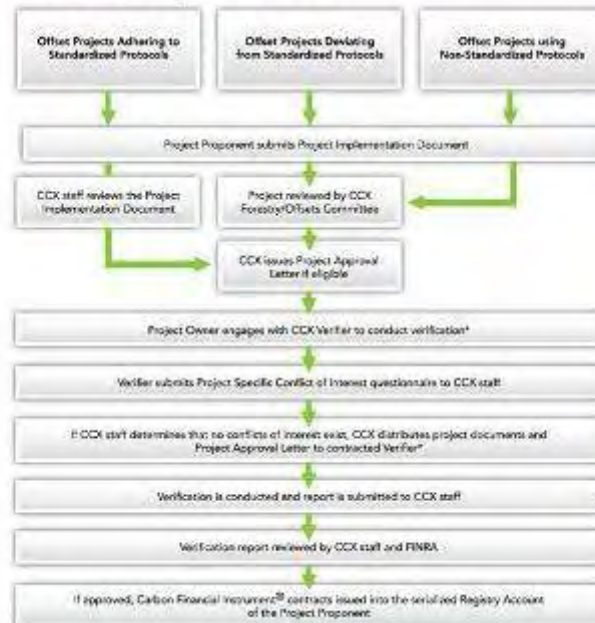 Offset Projects Adhering to
Standardized Protocols
Offset Projects Deviating
from Standardized Protocols
Offset Projects using
Non-Standardized Protocols
Project Proponent submits Project Implementation Document
CCX staff reviews the Project
Implementation Document
Project reviewed by CCX
Forestry/Offsets Committee
CCX issues Project Approval
Letter if eligible
Project Owner engages with CCX Verifier to conduct verification*
Verifier submits Project Specific Conflict of Interest questionnaire to CCX staff
If CCX staff determines that no conflicts of interest exist, CCX distributes project documents and
Project Approval Letter to contracted Verifier*
Verification is conducted and report is submitted to CCX staff
Verification report reviewed by CCX staff and FINRA
If approved, Carbon Financial Instrument® contracts issued into the serialized Registry Account
of the Project Proponent